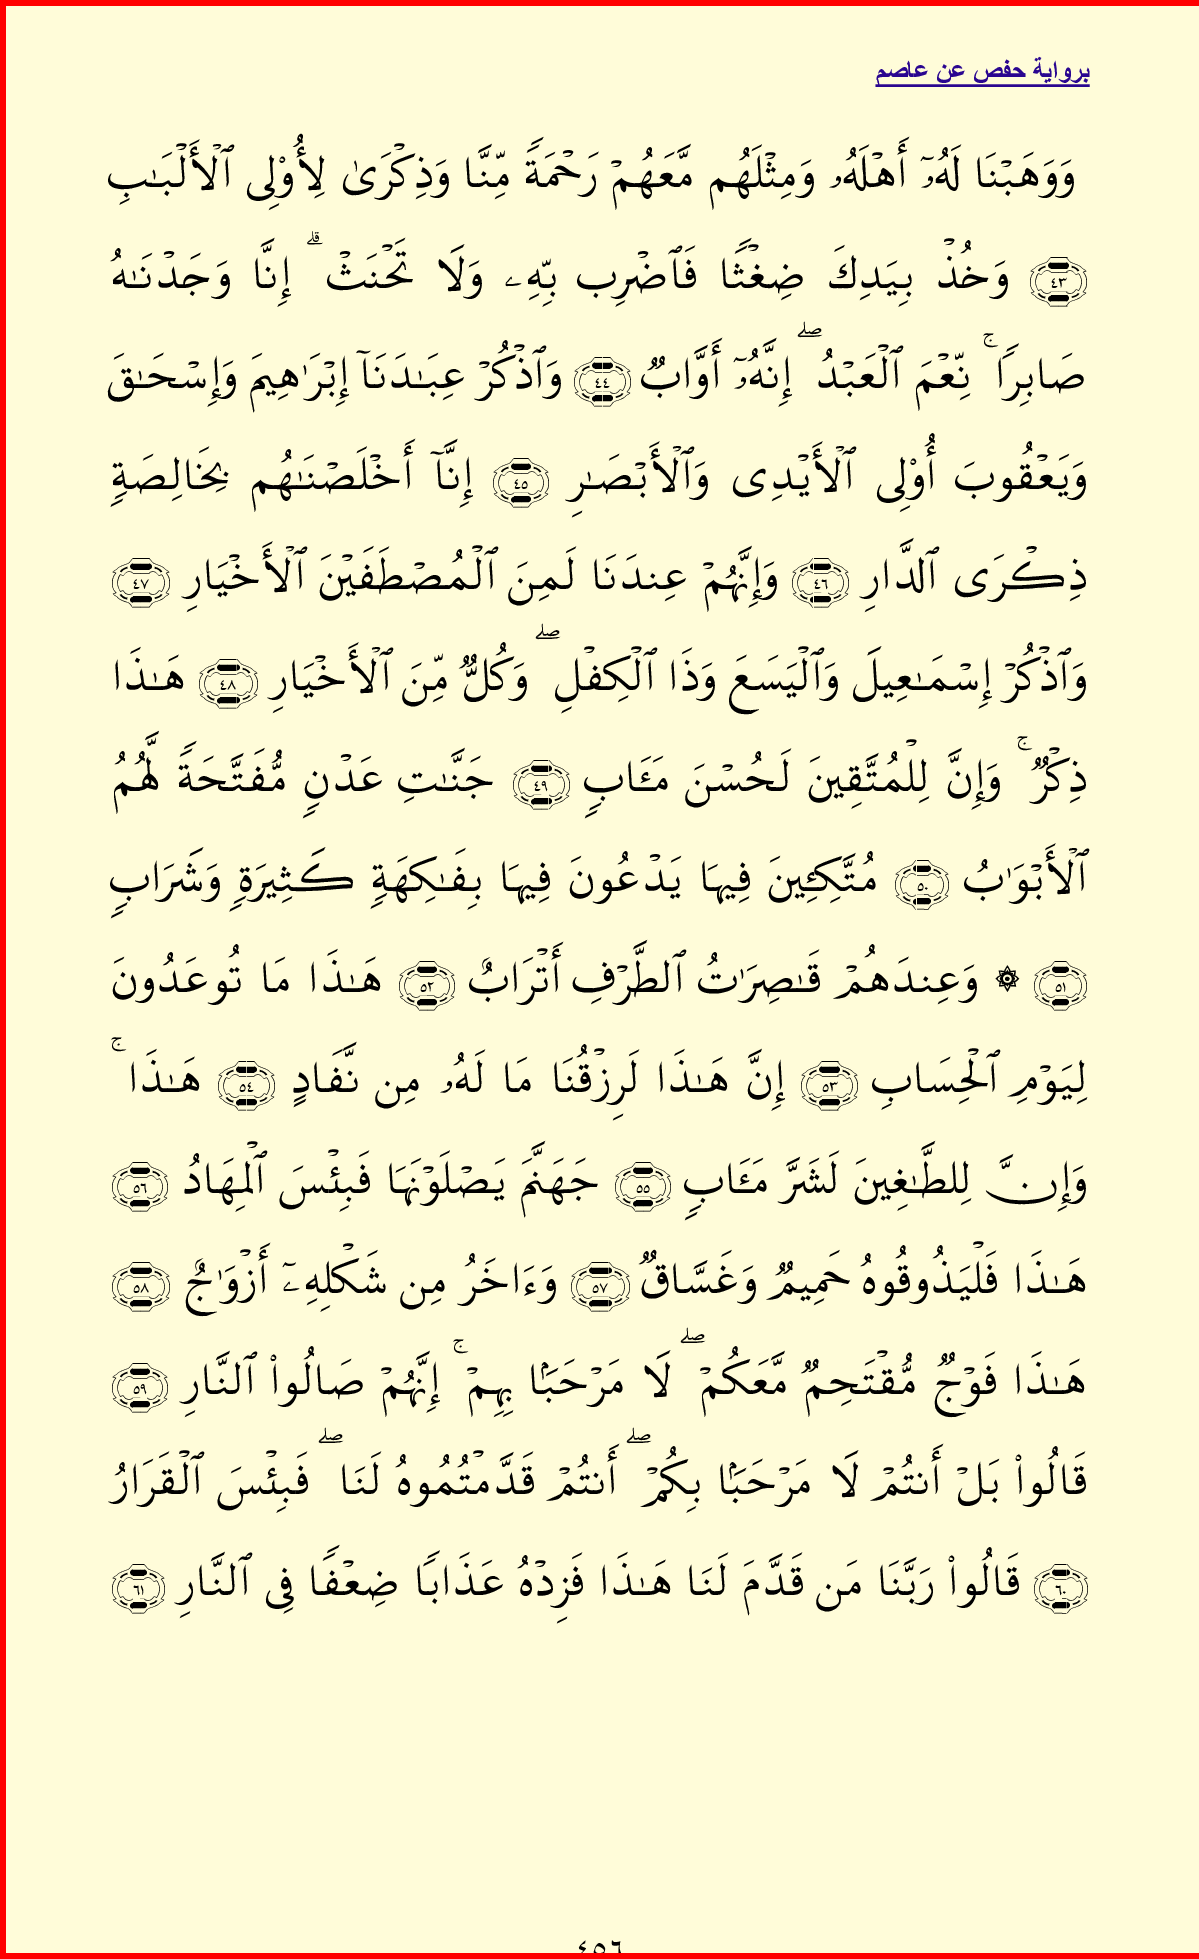 برواية حفص عن عاصم
وَوَهَبۡنَا لَهُۥٓ أَهۡلَهُۥ وَمِثۡلَهُم مَّعَهُمۡ رَحۡمَةٗ مِّنَّا وَذِكۡرَىٰ لِأُوْلِي ٱلۡأَلۡبَٰبِ
٤٣ وَخُذۡ بِيَدِكَ ضِغۡثٗا فَٱضۡرِب بِّهِۦ وَلَا تَحۡنَثۡۗ إِنَّا وَجَدۡنَٰهُ
صَابِرٗاۚ نِّعۡمَ ٱلۡعَبۡدُۖ إِنَّهُۥٓ أَوَّابٞ ٤٤ وَٱذۡكُرۡ عِبَٰدَنَآ إِبۡرَٰهِيمَ وَإِسۡحَٰقَ
وَيَعۡقُوبَ أُوْلِي ٱلۡأَيۡدِي وَٱلۡأَبۡصَٰرِ ٤٥ إِنَّآ أَخۡلَصۡنَٰهُم بِخَالِصَةٖ
ذِكۡرَى ٱلدَّارِ ٤٦ وَإِنَّهُمۡ عِندَنَا لَمِنَ ٱلۡمُصۡطَفَيۡنَ ٱلۡأَخۡيَارِ ٤٧
وَٱذۡكُرۡ إِسۡمَٰعِيلَ وَٱلۡيَسَعَ وَذَا ٱلۡكِفۡلِۖ وَكُلّٞ مِّنَ ٱلۡأَخۡيَارِ ٤٨ هَٰذَا
ذِكۡرٞۚ وَإِنَّ لِلۡمُتَّقِينَ لَحُسۡنَ مَـَٔابٖ ٤٩ جَنَّٰتِ عَدۡنٖ مُّفَتَّحَةٗ لَّهُمُ
ٱلۡأَبۡوَٰبُ ٥٠ مُتَّكِـِٔينَ فِيهَا يَدۡعُونَ فِيهَا بِفَٰكِهَةٖ كَثِيرَةٖ وَشَرَابٖ
٥١ ۞ وَعِندَهُمۡ قَٰصِرَٰتُ ٱلطَّرۡفِ أَتۡرَابٌ ٥٢ هَٰذَا مَا تُوعَدُونَ
لِيَوۡمِ ٱلۡحِسَابِ ٥٣ إِنَّ هَٰذَا لَرِزۡقُنَا مَا لَهُۥ مِن نَّفَادٍ ٥٤ هَٰذَاۚ
وَإِنَّ لِلطَّٰغِينَ لَشَرَّ مَـَٔابٖ ٥٥ جَهَنَّمَ يَصۡلَوۡنَهَا فَبِئۡسَ ٱلۡمِهَادُ ٥٦
هَٰذَا فَلۡيَذُوقُوهُ حَمِيمٞ وَغَسَّاقٞ ٥٧ وَءَاخَرُ مِن شَكۡلِهِۦٓ أَزۡوَٰجٌ ٥٨
هَٰذَا فَوۡجٞ مُّقۡتَحِمٞ مَّعَكُمۡۖ لَا مَرۡحَبَۢا بِهِمۡۚ إِنَّهُمۡ صَالُواْ ٱلنَّارِ ٥٩
قَالُواْ بَلۡ أَنتُمۡ لَا مَرۡحَبَۢا بِكُمۡۖ أَنتُمۡ قَدَّمۡتُمُوهُ لَنَاۖ فَبِئۡسَ ٱلۡقَرَارُ
٦٠ قَالُواْ رَبَّنَا مَن قَدَّمَ لَنَا هَٰذَا فَزِدۡهُ عَذَابٗا ضِعۡفٗا فِي ٱلنَّارِ ٦١
٤٥٦